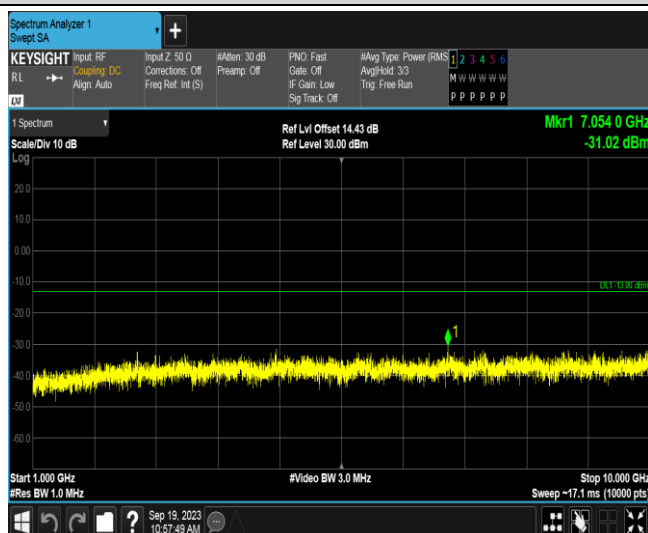 Spectrum Analyzer 1
Swept SA
+
KEYSIGHT
RL
LXI
Input: RF
Coupling: DC
Align: Auto
Input Z: 50 Ω
Corrections: Off
Freq Ref: Int (S)
#Atten: 30 dB
Preamp: Off
PNO: Fast
Gate: Off
IF Gain: Low
Sig Track: Off
#Avg Type: Power (RMS
Avg|Hold: 3/3
Trig: Free Run
1 2 3 4 5 6
M W W W W W
P P P P P P
1 Spectrum
Scale/Div 10 dB
Log
Ref Lvl Offset 14.43 dB
Ref Level 30.00 dBm
Mkr1 7.054 0 GHz
-31.02 dBm
20.0
10.0
0.00
-10.0
DL1 -13.00 dBm
-20.0
-30.0
1
-40.0
-50.0
-60.0
Start 1.000 GHz
#Res BW 1.0 MHz
#Video BW 3.0 MHz
Stop 10.000 GHz
Sweep ~17.1 ms (10000 pts)
?
Sep 19, 2023
10:57:49 AM